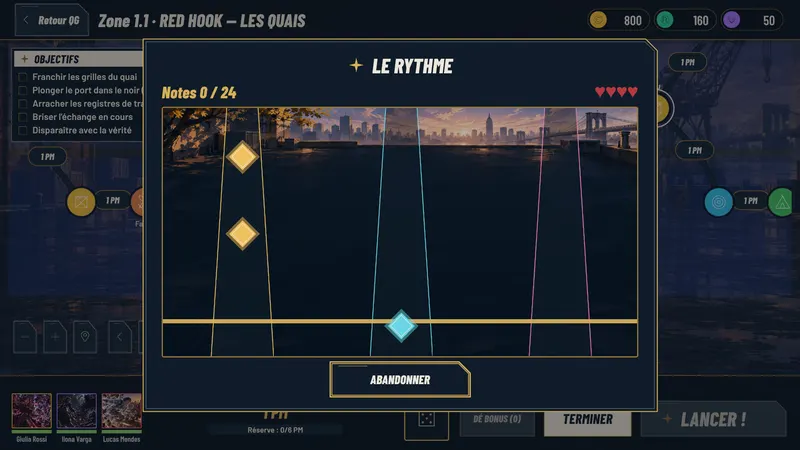 Retour QG
Zone 1.1 · RED HOOK — LES QUAIS
800
160
50
OBJECTIFS
Franchir les grilles du quai
Plonger le port dans le noir
Arracher les registres de
Briser l'échange en cours
Disparaître avec la vérité
LE RYTHME
Notes 0 / 24
1 PM
1 PM
1 PM
1 PM
1 PM
ABANDONNER
Giulia Rossi
Ilona Varga
Lucas Mendes
1 PM
Réserve : 0/6 PM
DÉ BONUS (0)
TERMINER
LANCER !